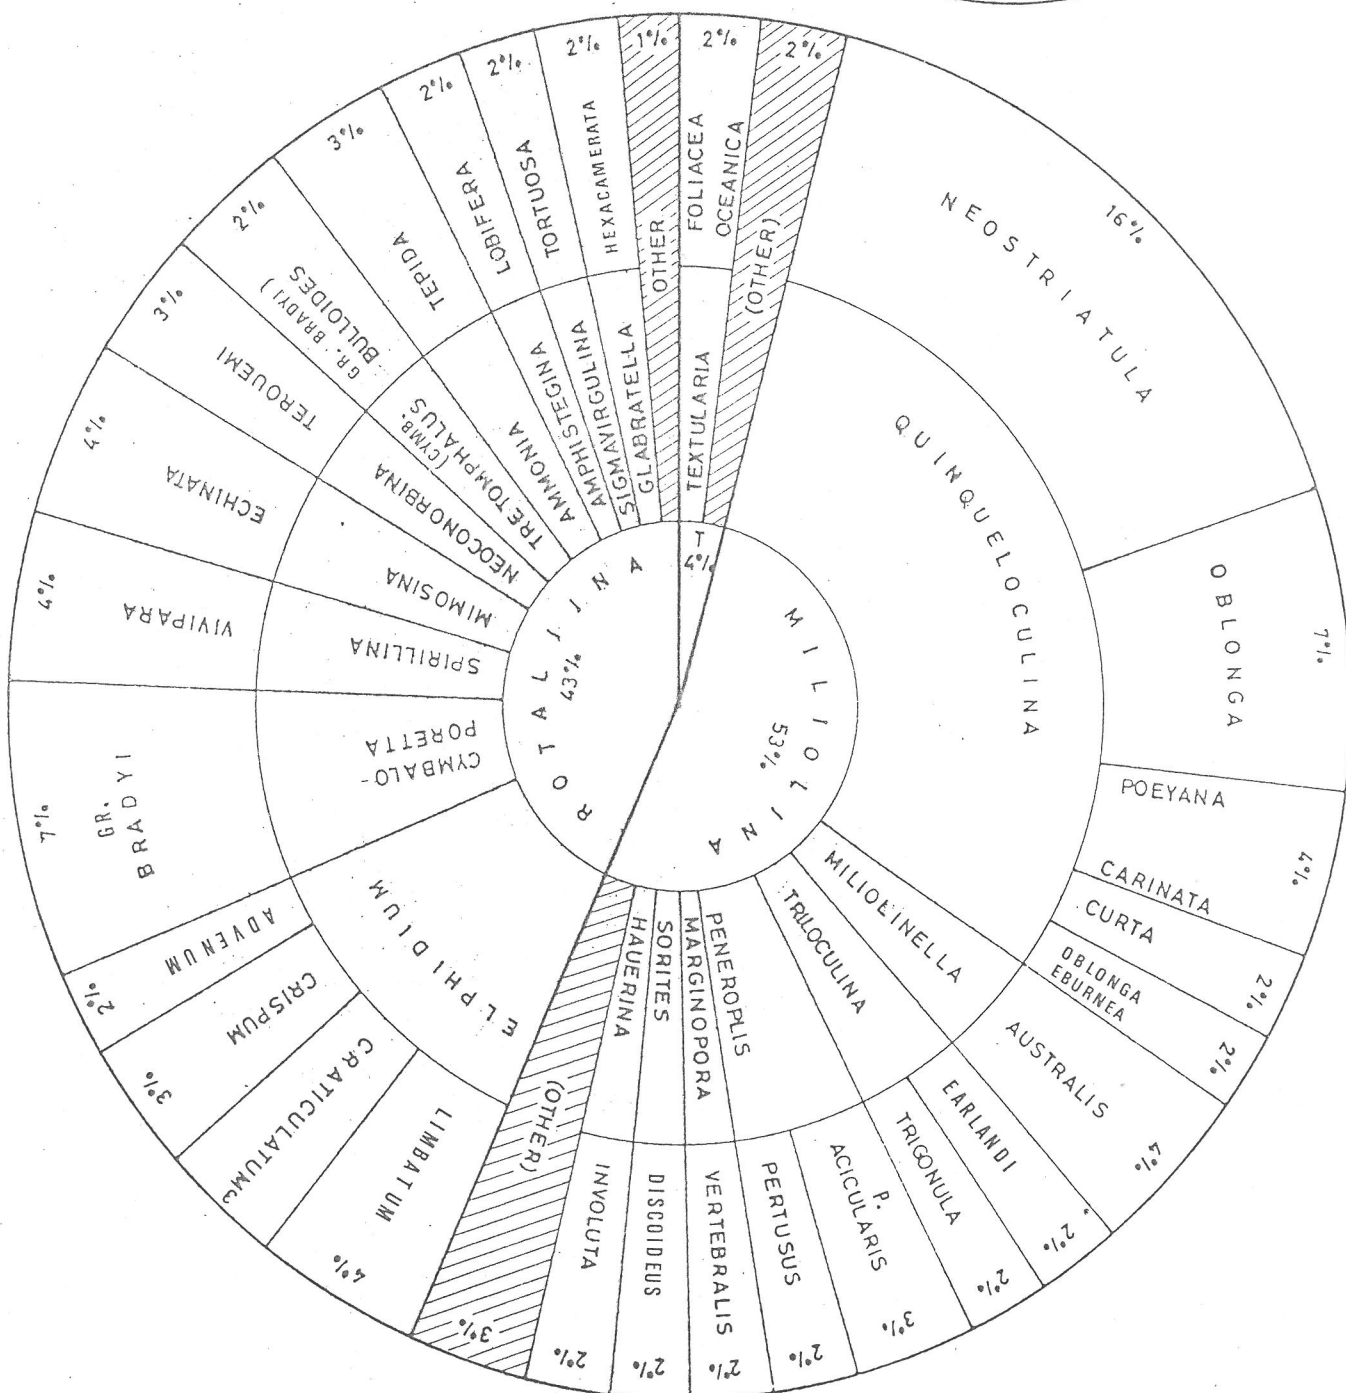 2%
FOLIACEA
OCEANICA
TEXTULARIA
T
4%
2%
(OTHER)
16%
NEOSTRIATULA
QUINQUELOCULINA
7%
OBLONGA
POEYANA
4%
CARINATA
CURTA
2%
OBLONGA
EBURNEA
2%
MILIOLINA
53%
MILIOLINELLA
AUSTRALIS
4%
TRILOCULINA
EARLANDI
2%
TRIGONULA
2%
PENEROPLIS
P.
ACICULARIS
3%
PERTUSUS
2%
MARGINOPORA
VERTEBRALIS
2%
SORITES
DISCOIDEUS
2%
HAUERINA
INVOLUTA
2%
(OTHER)
3%
ROTALIINA
43%
ELPHIDIUM
LIMBATUM
4%
CRATICULATUM
3
CRISPUM
3%
ADVENUM
2%
CYMBALO-
PORETTA
GR.
BRADYI
7%
SPIRILLINA
VIVIPARA
4%
MIMOSINA
ECHINATA
4%
NEOCONORBINA
TERQUEMI
3%
TRETOMPHALUS
(CYMB.
BULLOIDES
GR. BRADYI)
2%
AMMONIA
TEPIDA
3%
AMPHISTEGINA
LOBIFERA
2%
SIGMAVIRGULINA
TORTUOSA
2%
GLABRATELLA
HEXACAMERATA
2%
OTHER
1%